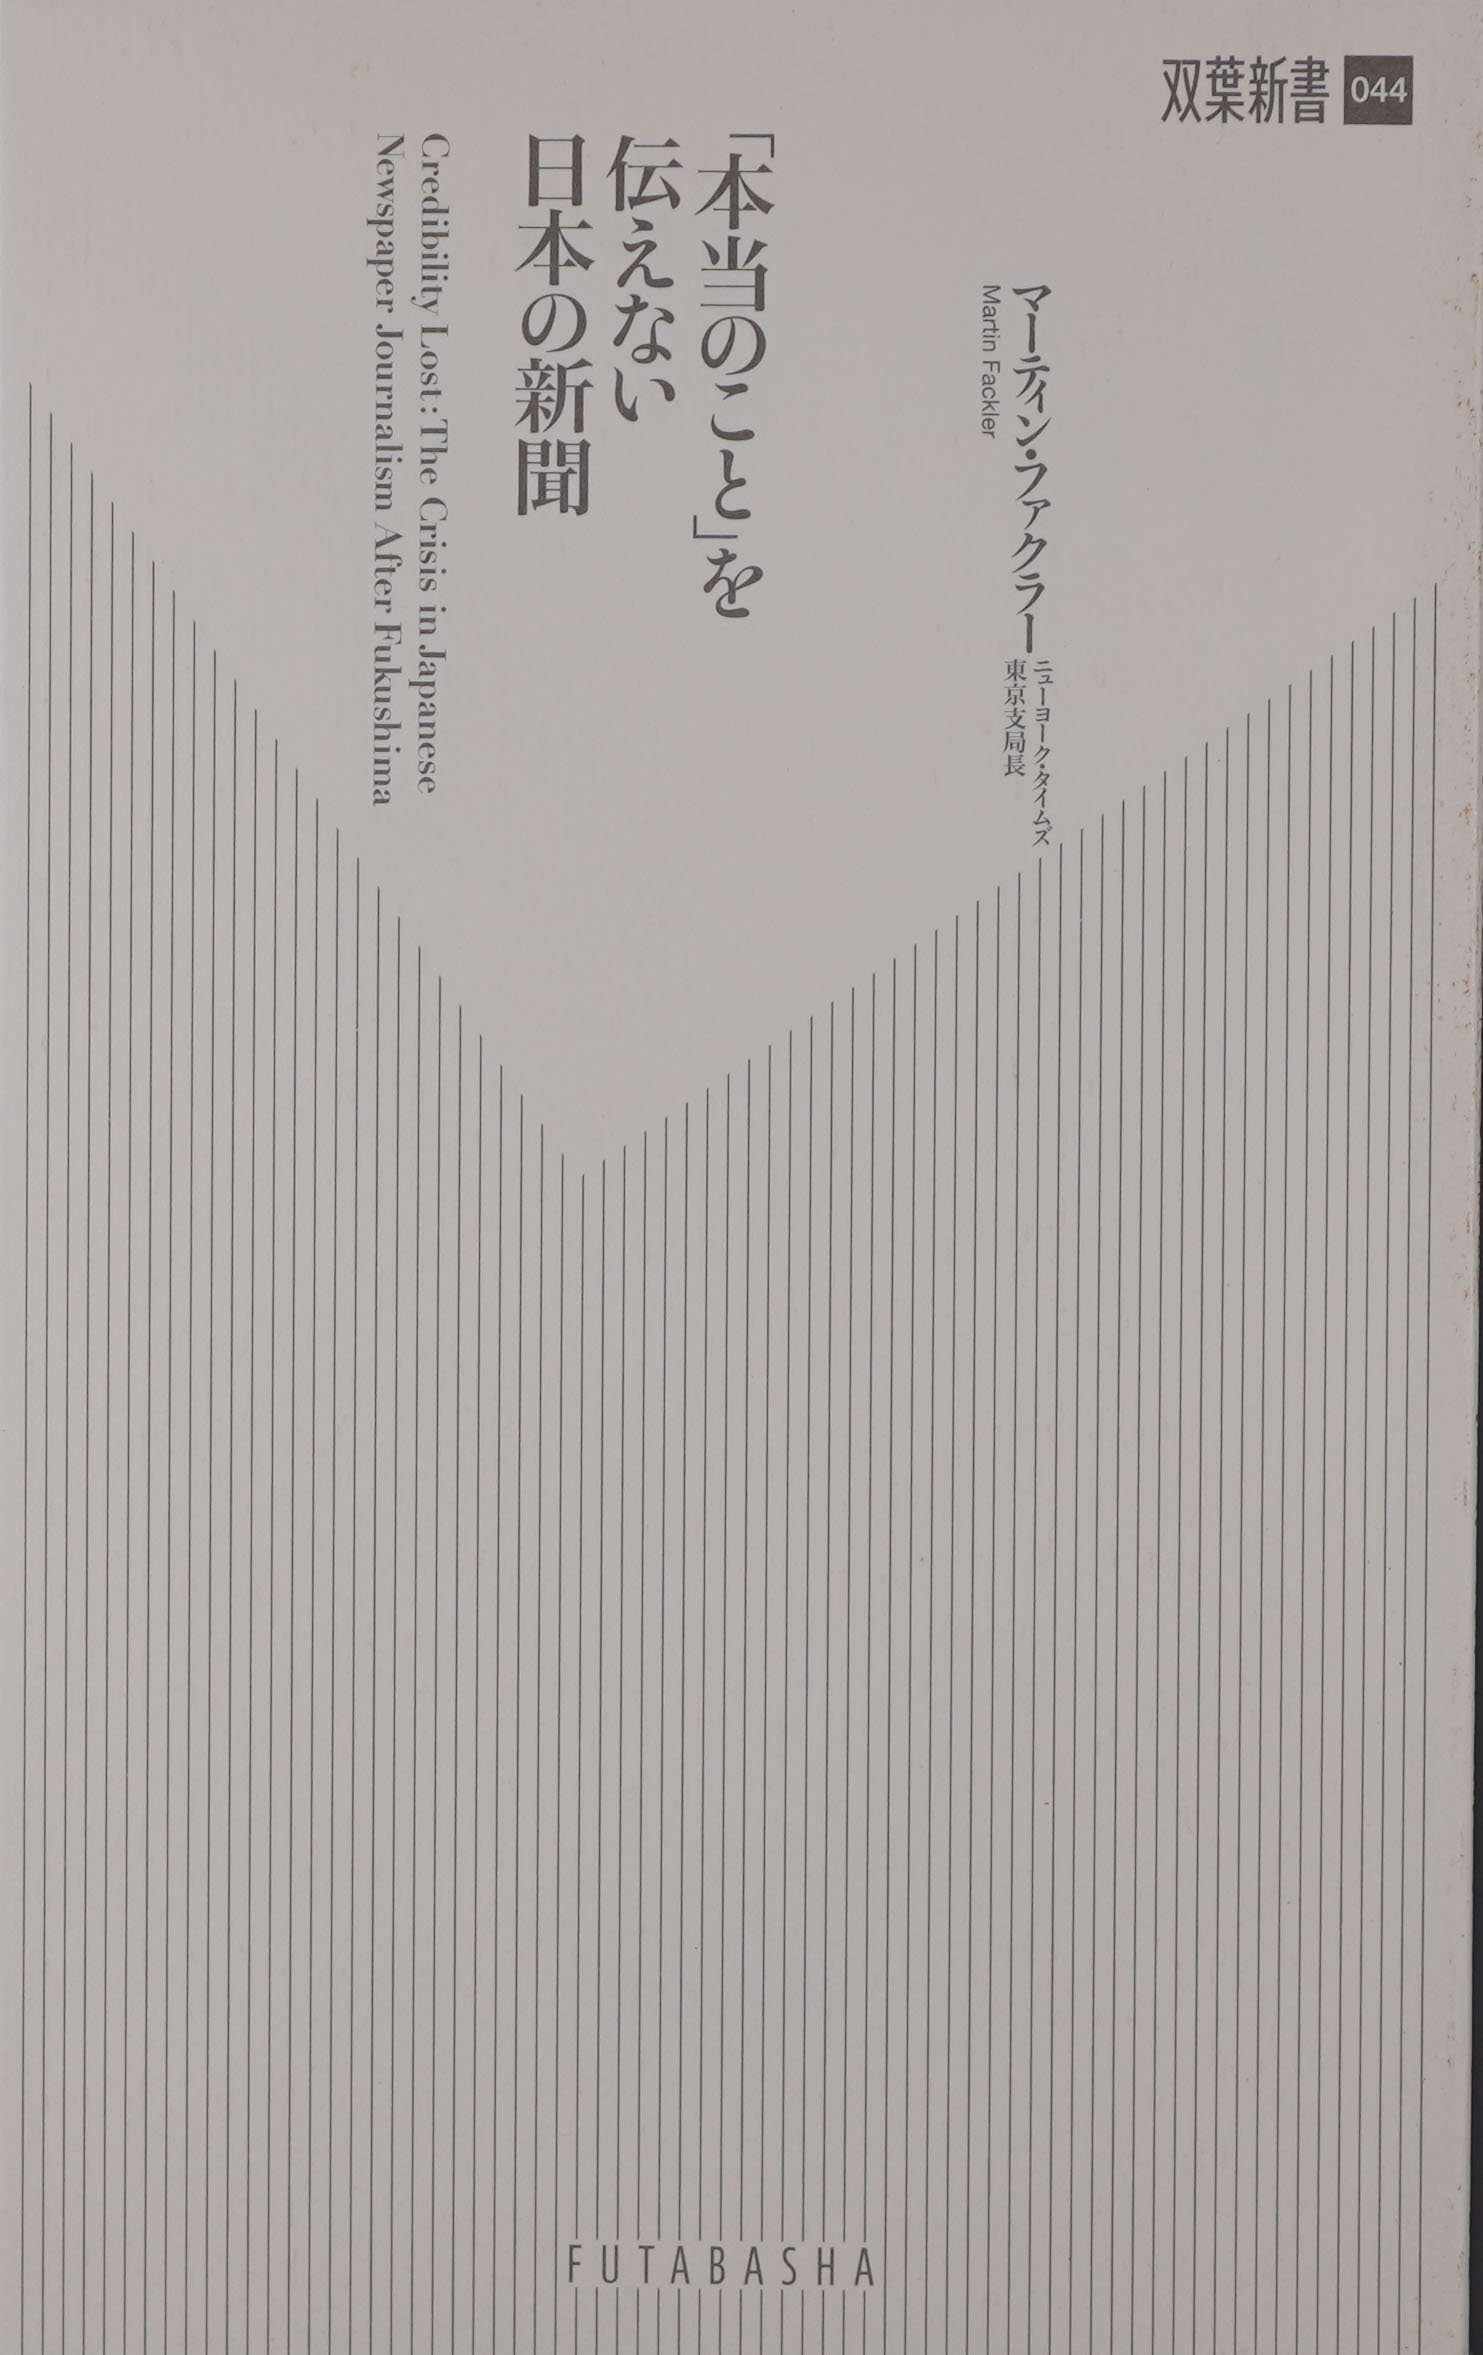 双葉新書 044
マーティン・ファクラー
ニューヨーク・タイムズ
東京支局長
Martin Fackler
「本当のこと」を
伝えない
日本の新聞
Credibility Lost:The Crisis in Japanese
Newspaper Journalism After Fukushima
FUTABASHA